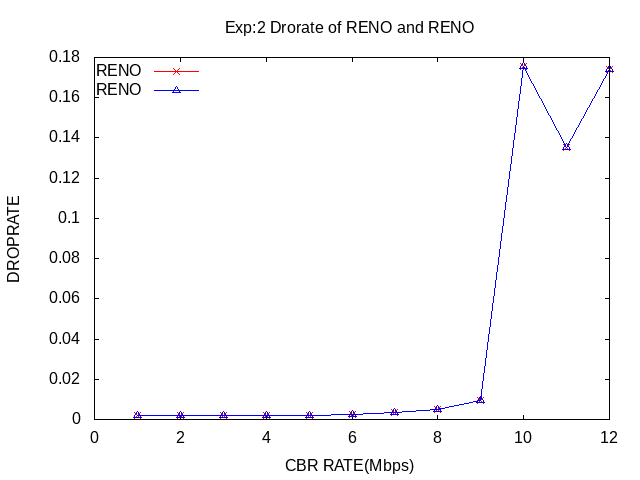 Exp:2 Drorate of RENO and RENO
RENO
RENO
DROPRATE
0.18
0.16
0.14
0.12
0.1
0.08
0.06
0.04
0.02
0
0 2 4 6 8 10 12
CBR RATE(Mbps)